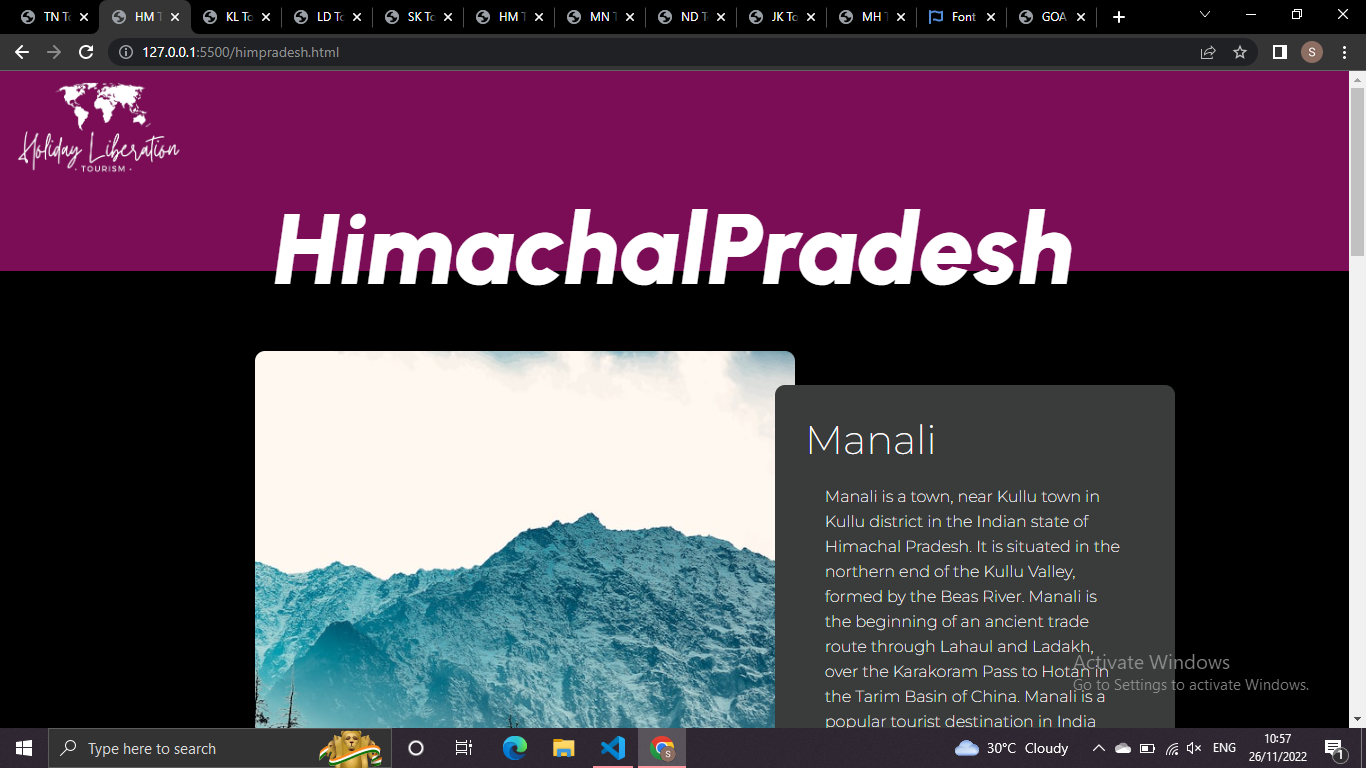 TN To
HM T
KL To
LD To
SK To
HM T
MN T
ND T
JK To
MH T
Font
GOA
127.0.0.1:5500/himpradesh.html
S
Holiday Liberation
· TOURISM ·
HimachalPradesh
Manali
Manali is a town, near Kullu town in
Kullu district in the Indian state of
Himachal Pradesh. It is situated in the
northern end of the Kullu Valley,
formed by the Beas River. Manali is
the beginning of an ancient trade
route through Lahaul and Ladakh,
over the Karakoram Pass to Hotan in
the Tarim Basin of China. Manali is a
popular tourist destination in India
Activate Windows
Go to Settings to activate Windows.
Type here to search
S
30°C Cloudy
ENG
10:57
26/11/2022
1